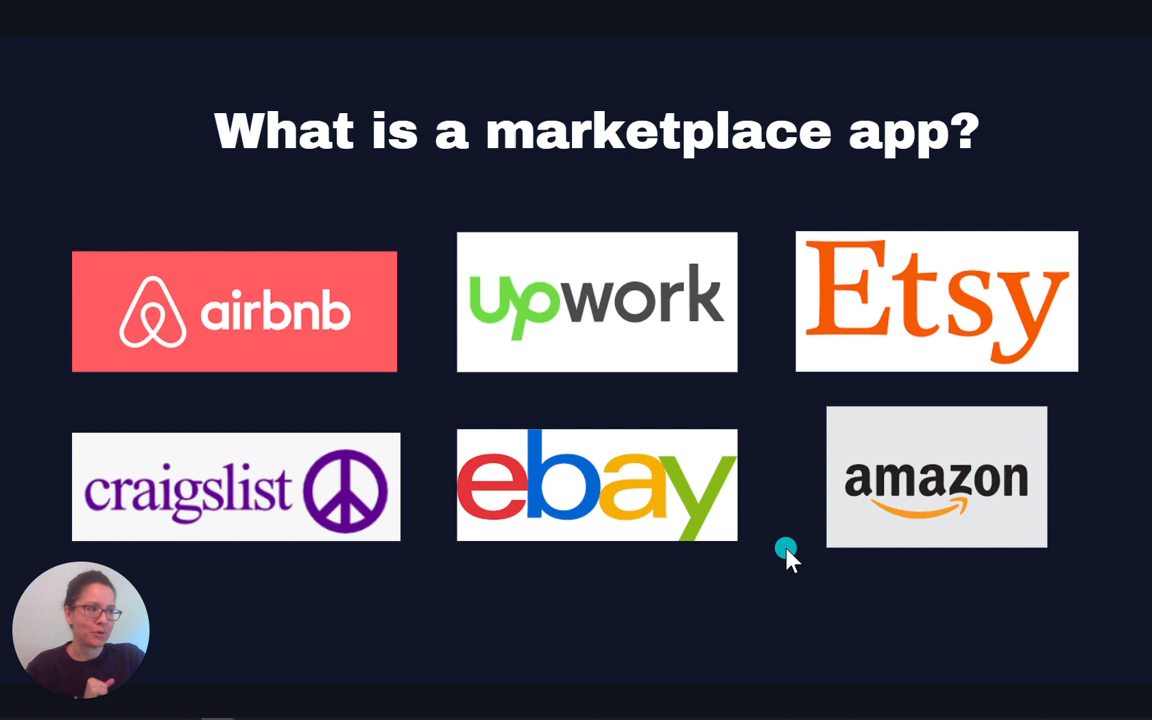 What is a marketplace app?
airbnb
upwork
Etsy
craigslist
ebay
amazon